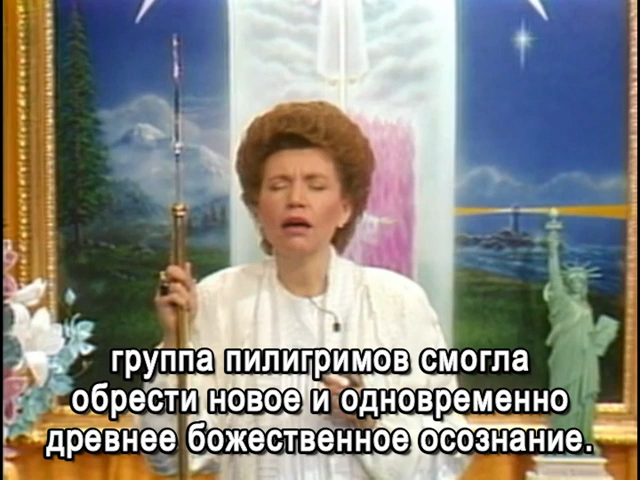 группа пилигримов смогла
обрести новое и одновременно
древнее божественное осознание.